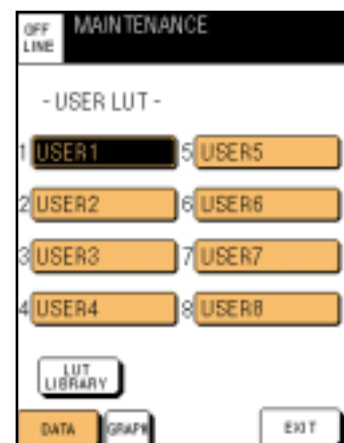 OFF LINE MAINTENANCE
- USER LUT -
1 USER1 5 USER5
2 USER2 6 USER6
3 USER3 7 USER7
4 USER4 8 USER8
LUT
LIBRARY
DATA GRAPH EXIT